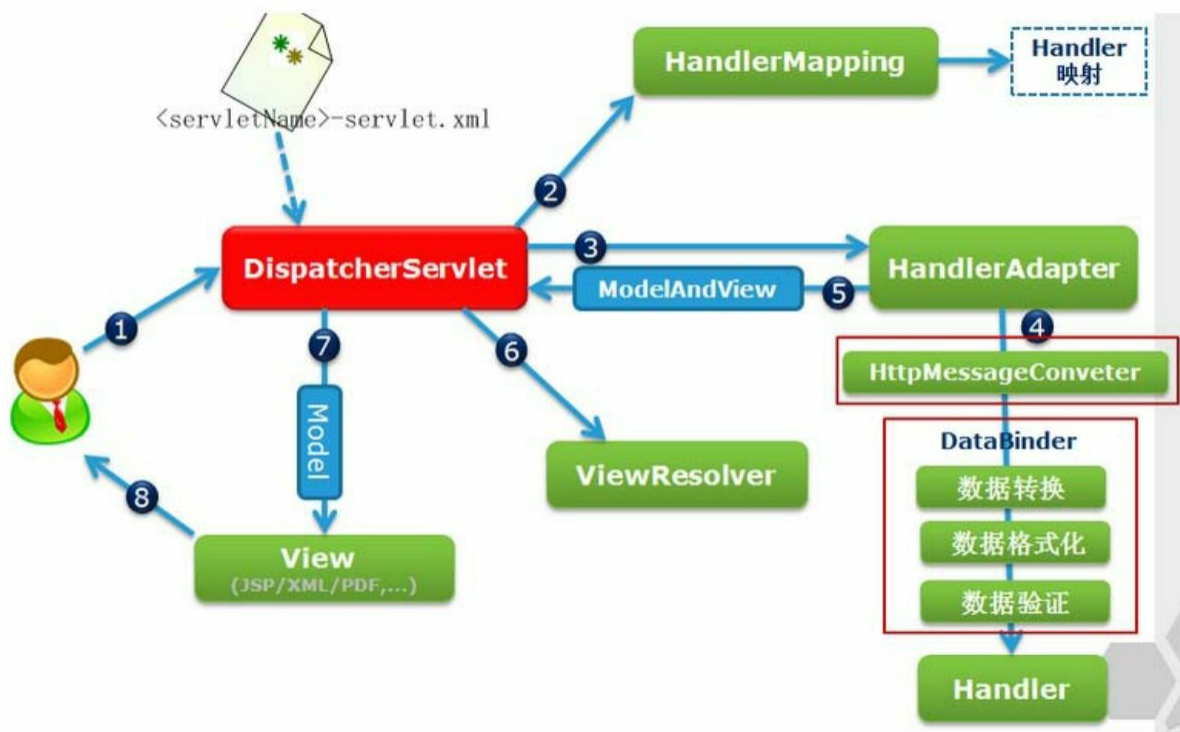 <servletName>-servlet.xml
HandlerMapping
Handler
映射
2
DispatcherServlet
3
HandlerAdapter
ModelAndView
5
1
7
6
4
HttpMessageConveter
Model
DataBinder
ViewResolver
数据转换
8
数据格式化
View
(JSP/XML/PDF,...)
数据验证
Handler